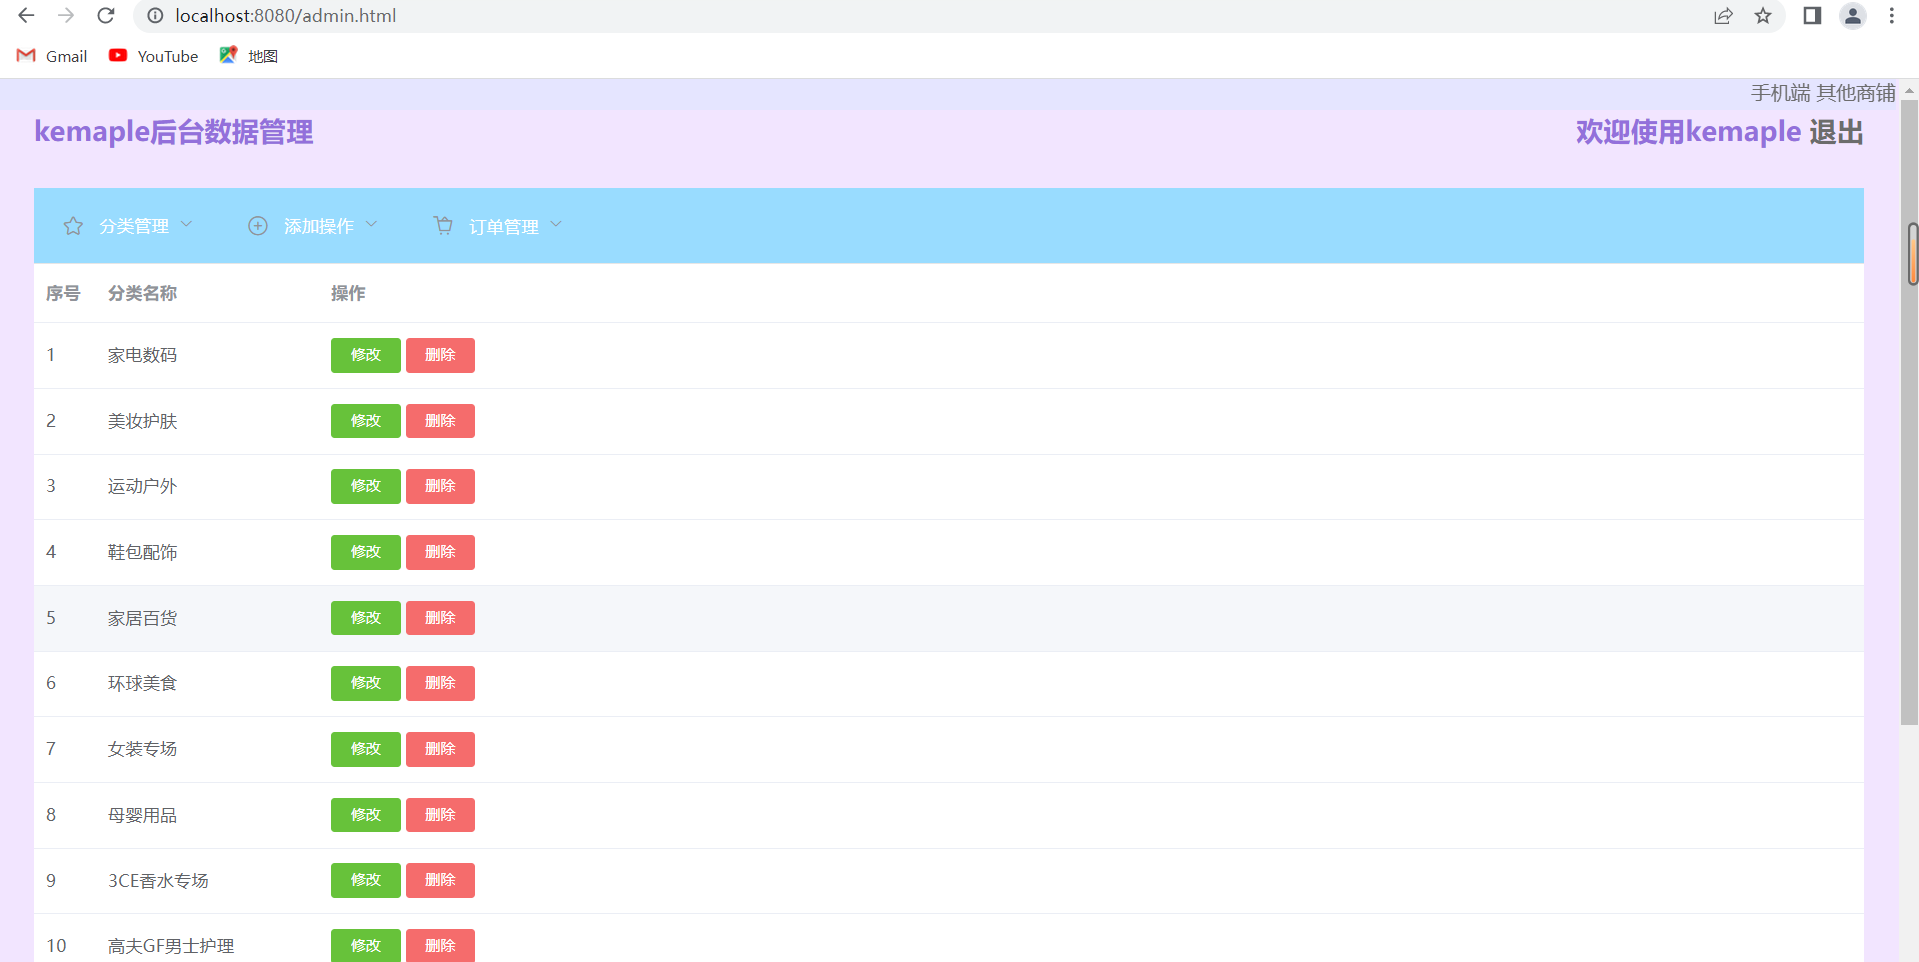 localhost:8080/admin.html
Gmail YouTube 地图
手机端 其他商铺
kemaple后台数据管理 欢迎使用kemaple 退出
分类管理 添加操作 订单管理
序号 分类名称 操作
1 家电数码 修改 删除
2 美妆护肤 修改 删除
3 运动户外 修改 删除
4 鞋包配饰 修改 删除
5 家居百货 修改 删除
6 环球美食 修改 删除
7 女装专场 修改 删除
8 母婴用品 修改 删除
9 3CE香水专场 修改 删除
10 高夫GF男士护理 修改 删除